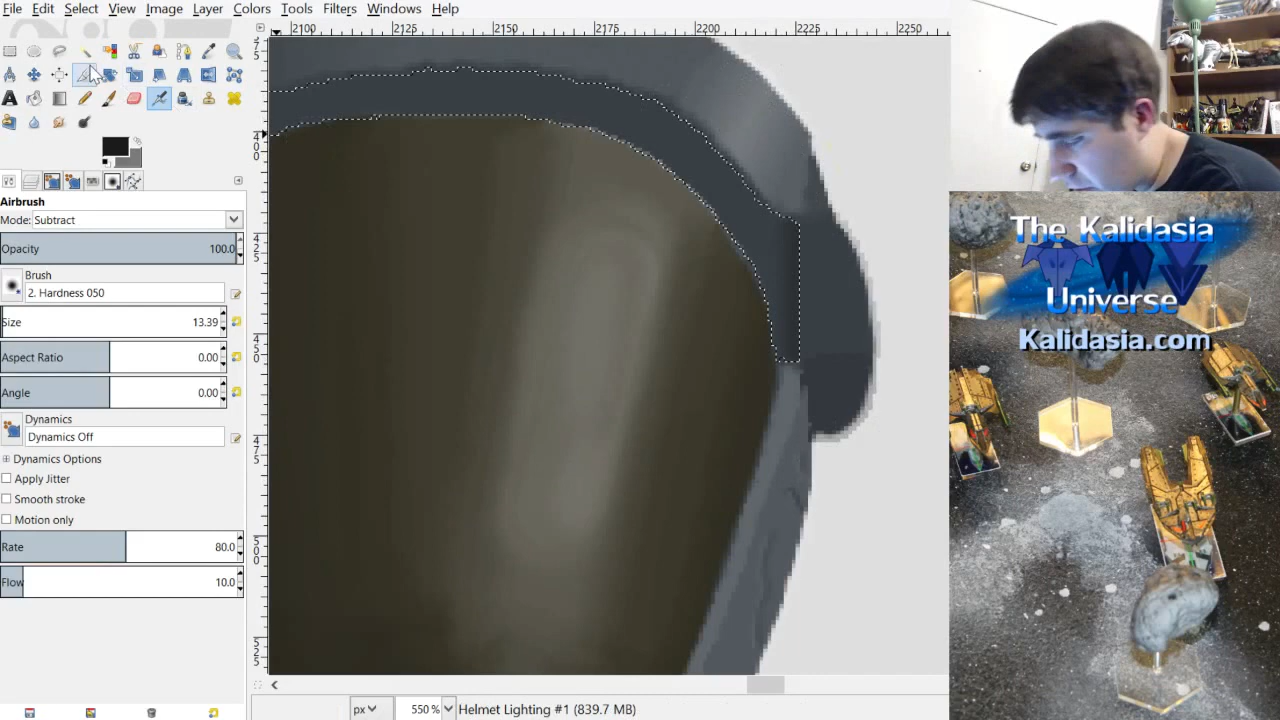 File Edit Select View Image Layer Colors Tools Filters Windows Help
2100 2125 2150 2175 2200 2225 2250
Airbrush
Mode: Subtract
Opacity 100.0
Brush
2. Hardness 050
Size 13.39
Aspect Ratio 0.00
Angle 0.00
Dynamics
Dynamics Off
Dynamics Options
Apply Jitter
Smooth stroke
Motion only
Rate 80.0
Flow 10.0
The Kalidasia
Universe
Kalidasia.com
px 550 % Helmet Lighting #1 (839.7 MB)